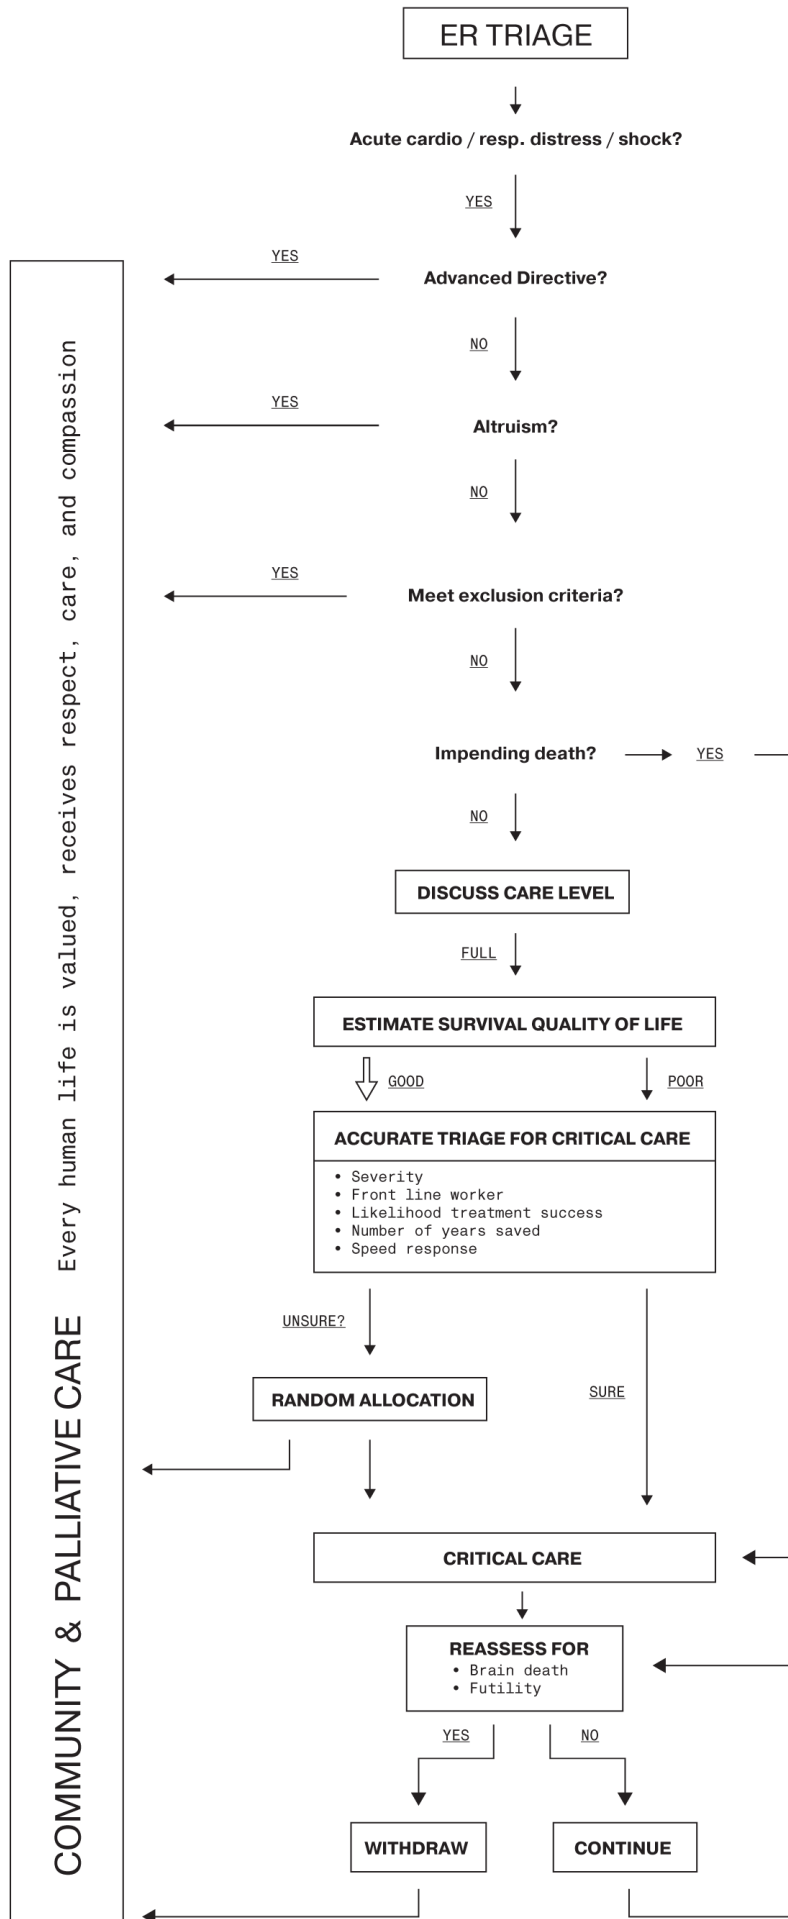 ER TRIAGE
Acute cardio / resp. distress / shock?
YES
YES
Advanced Directive?
NO
YES
Altruism?
NO
YES
Meet exclusion criteria?
NO
Impending death?
YES
NO
DISCUSS CARE LEVEL
FULL
ESTIMATE SURVIVAL QUALITY OF LIFE
GOOD
POOR
ACCURATE TRIAGE FOR CRITICAL CARE
• Severity
• Front line worker
• Likelihood treatment success
• Number of years saved
• Speed response
UNSURE?
SURE
RANDOM ALLOCATION
CRITICAL CARE
REASSESS FOR
• Brain death
• Futility
YES
NO
WITHDRAW
CONTINUE
COMMUNITY & PALLIATIVE CARE Every human life is valued, receives respect, care, and compassion